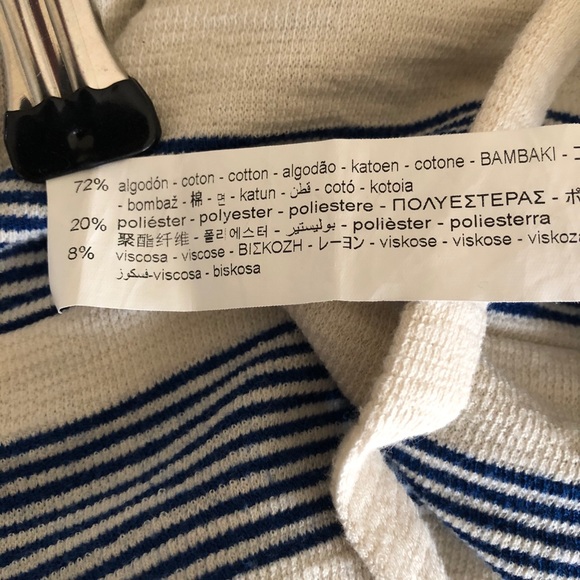 72% algodón - coton - cotton - algodão - katoen - cotone - BAMBAKI -
- bombaž - 棉 - 면 - katun - قطن - cotó - kotoia
20% poliéster - polyester - poliestere - ΠΟΛΥΕΣΤΕΡΑΣ - ポ
聚酯纤维 - 폴리에스터 - بوليستير - polièster - poliesterra
8% viscosa - viscose - ΒΙΣΚΟΖΗ - レーヨン - viskose - viskose - viskoza
فسكوز-viscosa - biskosa